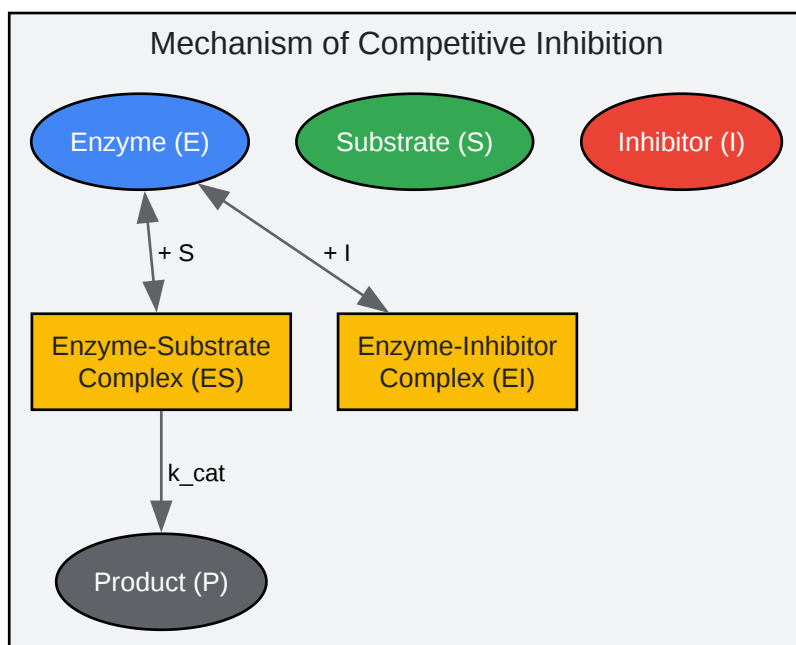 Mechanism of Competitive Inhibition
Enzyme (E)
Substrate (S)
Inhibitor (I)
+ S
+ I
Enzyme-Substrate
Complex (ES)
Enzyme-Inhibitor
Complex (EI)
k_cat
Product (P)